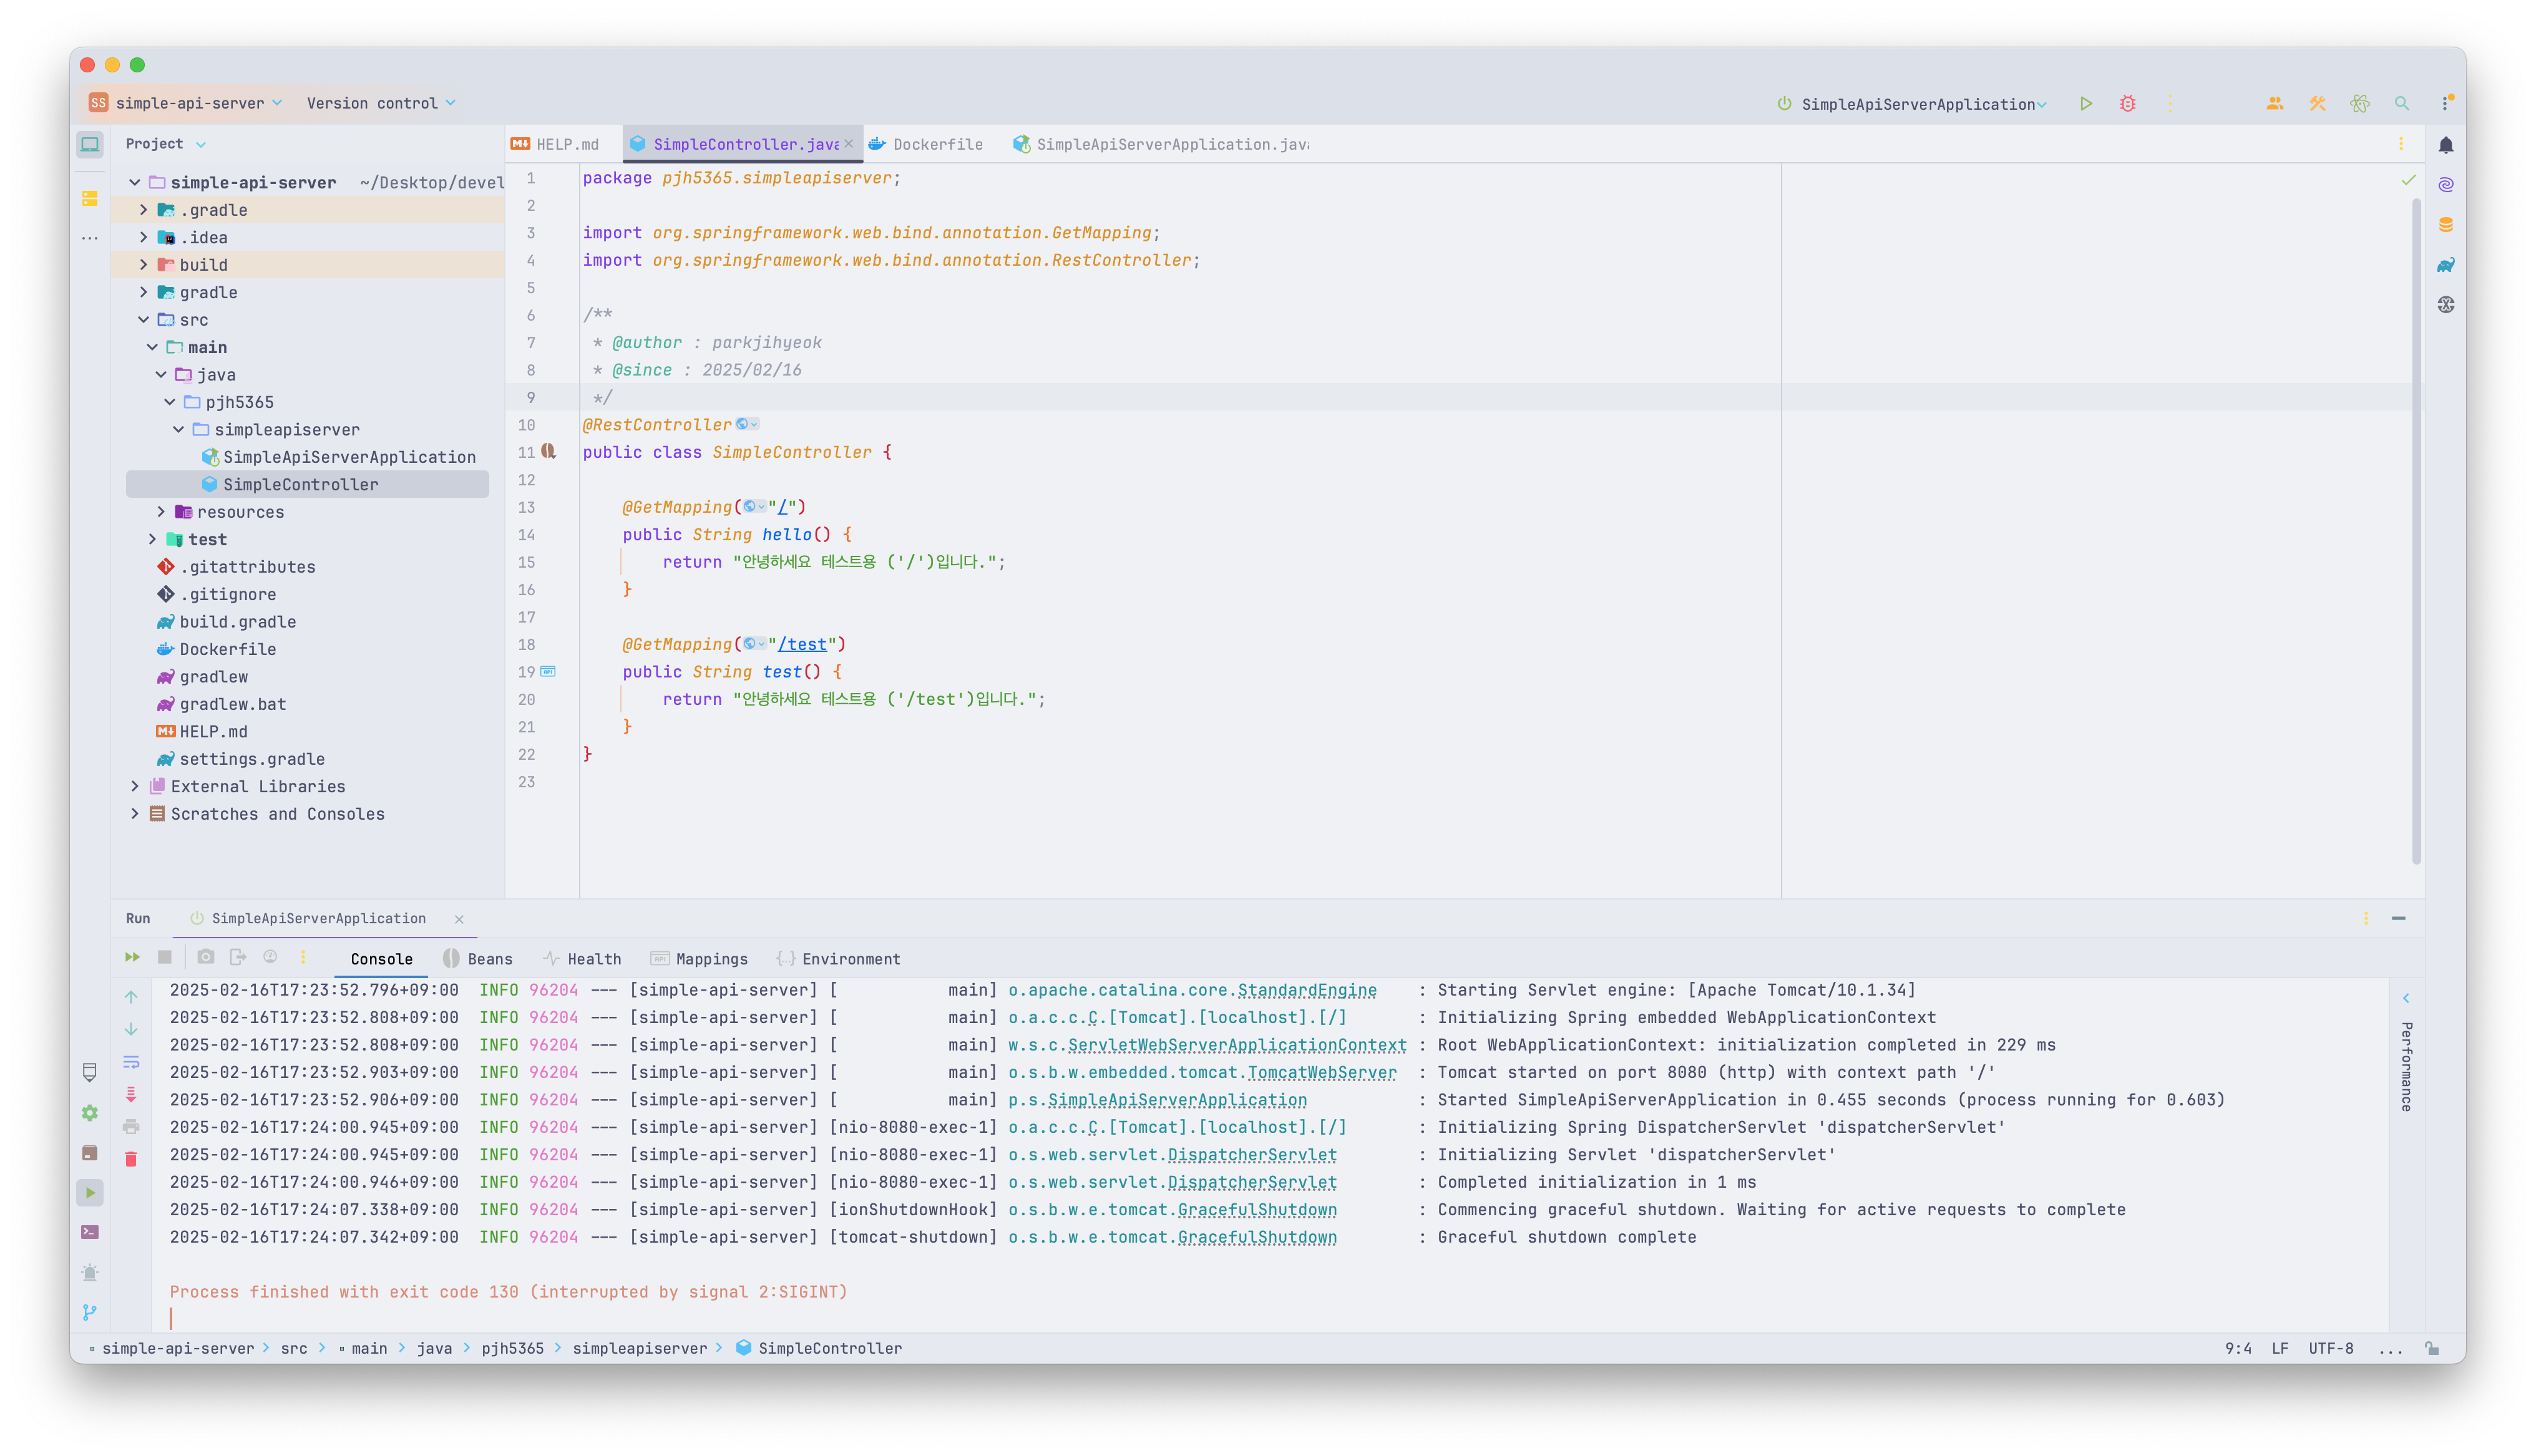 SS simple-api-server Version control SimpleApiServerApplication
Project
HELP.md SimpleController.java Dockerfile SimpleApiServerApplication.java
simple-api-server ~/Desktop/devel
.gradle
.idea
build
gradle
src
main
java
pjh5365
simpleapiserver
SimpleApiServerApplication
SimpleController
resources
test
.gitattributes
.gitignore
build.gradle
Dockerfile
gradlew
gradlew.bat
HELP.md
settings.gradle
External Libraries
Scratches and Consoles
1 package pjh5365.simpleapiserver;
2
3 import org.springframework.web.bind.annotation.GetMapping;
4 import org.springframework.web.bind.annotation.RestController;
5
6 /**
7 * @author : parkjihyeok
8 * @since : 2025/02/16
9 */
10 @RestController
11 public class SimpleController {
12
13 @GetMapping("/")
14 public String hello() {
15 return "안녕하세요 테스트용 ('/')입니다.";
16 }
17
18 @GetMapping("/test")
19 public String test() {
20 return "안녕하세요 테스트용 ('/test')입니다.";
21 }
22 }
23
Run SimpleApiServerApplication
Console Beans Health Mappings Environment
2025-02-16T17:23:52.796+09:00 INFO 96204 --- [simple-api-server] [ main] o.apache.catalina.core.StandardEngine : Starting Servlet engine: [Apache Tomcat/10.1.34]
2025-02-16T17:23:52.808+09:00 INFO 96204 --- [simple-api-server] [ main] o.a.c.c.C.[Tomcat].[localhost].[/] : Initializing Spring embedded WebApplicationContext
2025-02-16T17:23:52.808+09:00 INFO 96204 --- [simple-api-server] [ main] w.s.c.ServletWebServerApplicationContext : Root WebApplicationContext: initialization completed in 229 ms
2025-02-16T17:23:52.903+09:00 INFO 96204 --- [simple-api-server] [ main] o.s.b.w.embedded.tomcat.TomcatWebServer : Tomcat started on port 8080 (http) with context path '/'
2025-02-16T17:23:52.906+09:00 INFO 96204 --- [simple-api-server] [ main] p.s.SimpleApiServerApplication : Started SimpleApiServerApplication in 0.455 seconds (process running for 0.603)
2025-02-16T17:24:00.945+09:00 INFO 96204 --- [simple-api-server] [nio-8080-exec-1] o.a.c.c.C.[Tomcat].[localhost].[/] : Initializing Spring DispatcherServlet 'dispatcherServlet'
2025-02-16T17:24:00.945+09:00 INFO 96204 --- [simple-api-server] [nio-8080-exec-1] o.s.web.servlet.DispatcherServlet : Initializing Servlet 'dispatcherServlet'
2025-02-16T17:24:00.946+09:00 INFO 96204 --- [simple-api-server] [nio-8080-exec-1] o.s.web.servlet.DispatcherServlet : Completed initialization in 1 ms
2025-02-16T17:24:07.338+09:00 INFO 96204 --- [simple-api-server] [ionShutdownHook] o.s.b.w.e.tomcat.GracefulShutdown : Commencing graceful shutdown. Waiting for active requests to complete
2025-02-16T17:24:07.342+09:00 INFO 96204 --- [simple-api-server] [tomcat-shutdown] o.s.b.w.e.tomcat.GracefulShutdown : Graceful shutdown complete
Process finished with exit code 130 (interrupted by signal 2:SIGINT)
Performance
simple-api-server > src > main > java > pjh5365 > simpleapiserver > SimpleController 9:4 LF UTF-8 ...